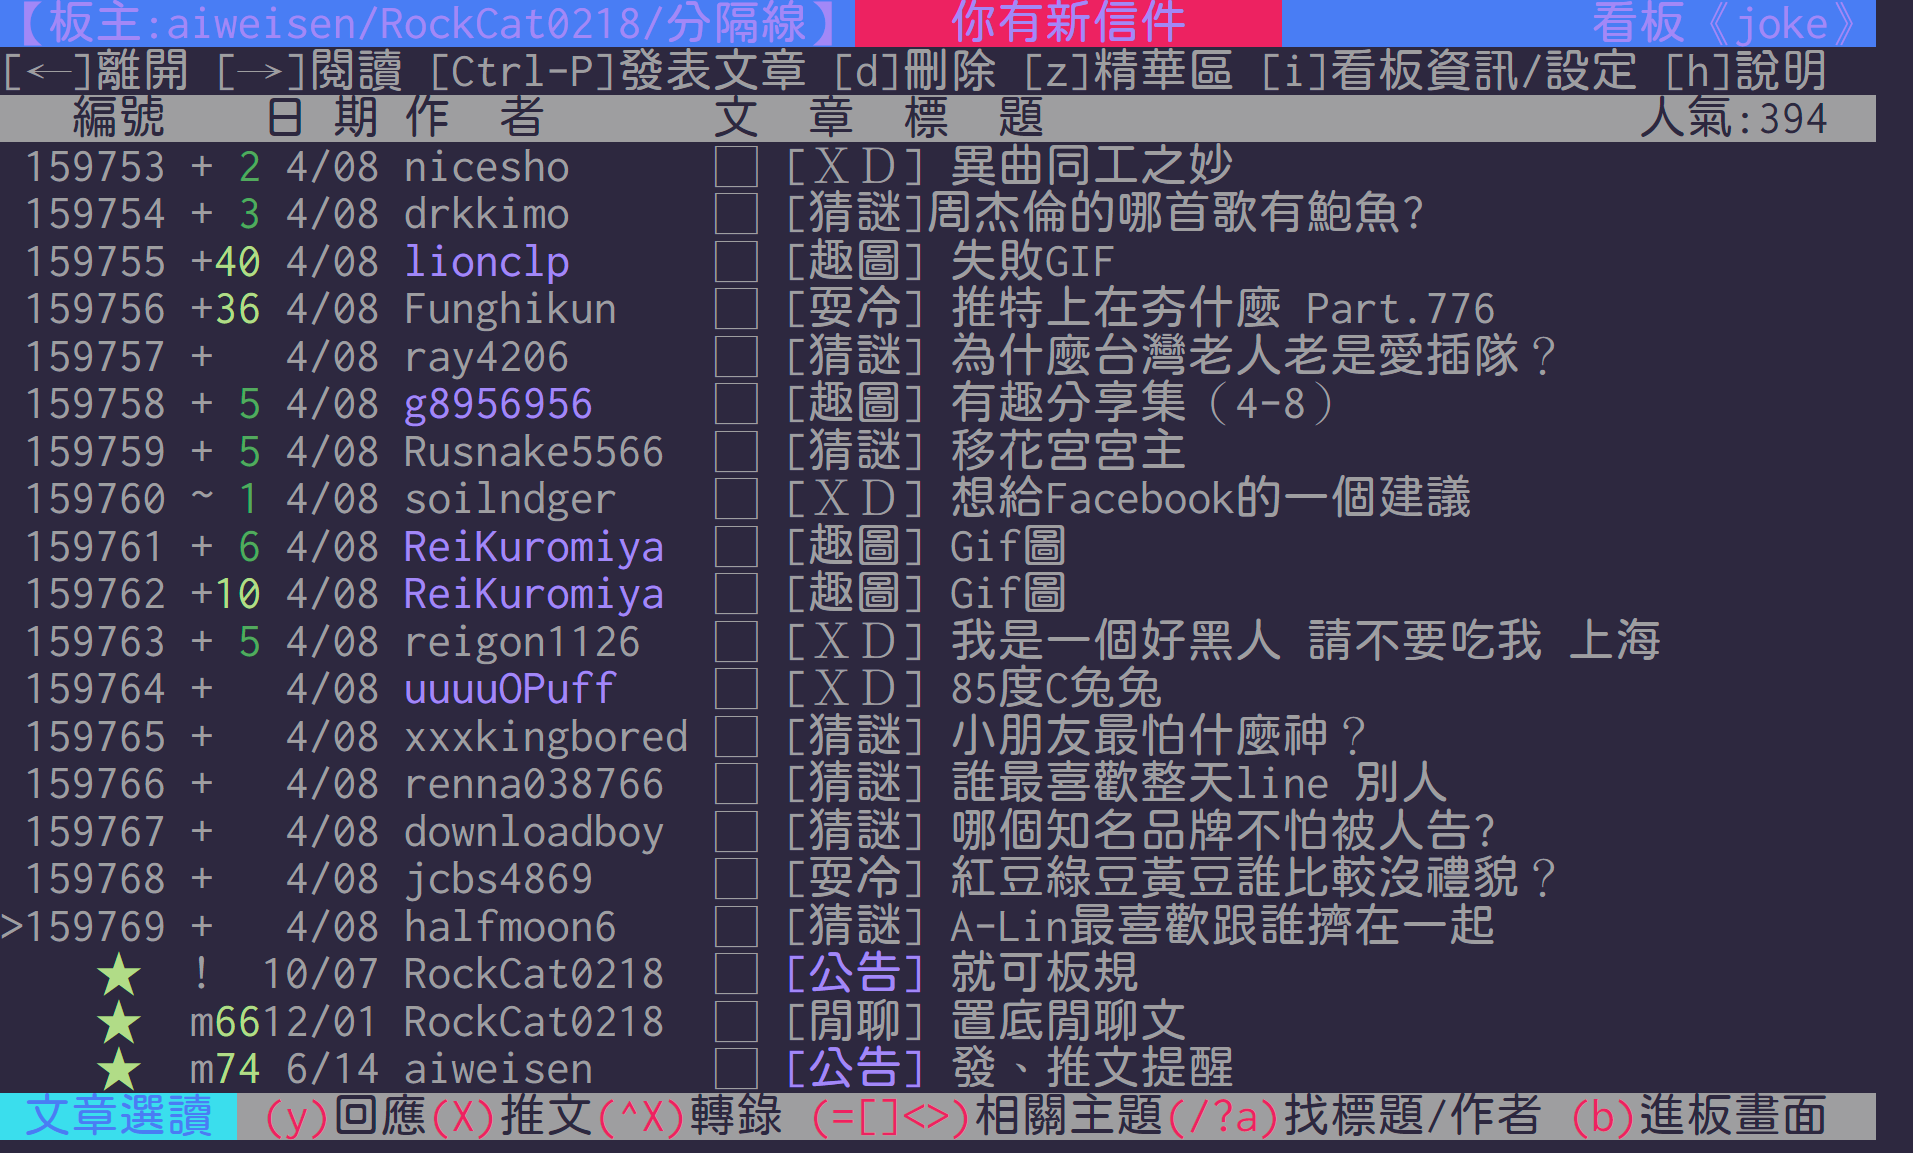 【板主:aiweisen/RockCat0218/分隔線】 你有新信件 看板《joke》
[←]離開 [→]閱讀 [Ctrl-P]發表文章 [d]刪除 [z]精華區 [i]看板資訊/設定 [h]說明
編號 日 期 作 者 文 章 標 題 人氣:394
159753 + 2 4/08 nicesho □ [ＸＤ] 異曲同工之妙
159754 + 3 4/08 drkkimo □ [猜謎]周杰倫的哪首歌有鮑魚?
159755 +40 4/08 lionclp □ [趣圖] 失敗GIF
159756 +36 4/08 Funghikun □ [耍冷] 推特上在夯什麼 Part.776
159757 + 4/08 ray4206 □ [猜謎] 為什麼台灣老人老是愛插隊？
159758 + 5 4/08 g8956956 □ [趣圖] 有趣分享集（4-8）
159759 + 5 4/08 Rusnake5566 □ [猜謎] 移花宮宮主
159760 ~ 1 4/08 soilndger □ [ＸＤ] 想給Facebook的一個建議
159761 + 6 4/08 ReiKuromiya □ [趣圖] Gif圖
159762 +10 4/08 ReiKuromiya □ [趣圖] Gif圖
159763 + 5 4/08 reigon1126 □ [ＸＤ] 我是一個好黑人 請不要吃我 上海
159764 + 4/08 uuuuOPuff □ [ＸＤ] 85度C兔兔
159765 + 4/08 xxxkingbored □ [猜謎] 小朋友最怕什麼神？
159766 + 4/08 renna038766 □ [猜謎] 誰最喜歡整天line 別人
159767 + 4/08 downloadboy □ [猜謎] 哪個知名品牌不怕被人告?
159768 + 4/08 jcbs4869 □ [耍冷] 紅豆綠豆黃豆誰比較沒禮貌？
>159769 + 4/08 halfmoon6 □ [猜謎] A-Lin最喜歡跟誰擠在一起
★ ! 10/07 RockCat0218 □ [公告] 就可板規
★ m6612/01 RockCat0218 □ [閒聊] 置底閒聊文
★ m74 6/14 aiweisen □ [公告] 發、推文提醒
文章選讀 (y)回應(X)推文(^X)轉錄 (=[]<>)相關主題(/?a)找標題/作者 (b)進板畫面